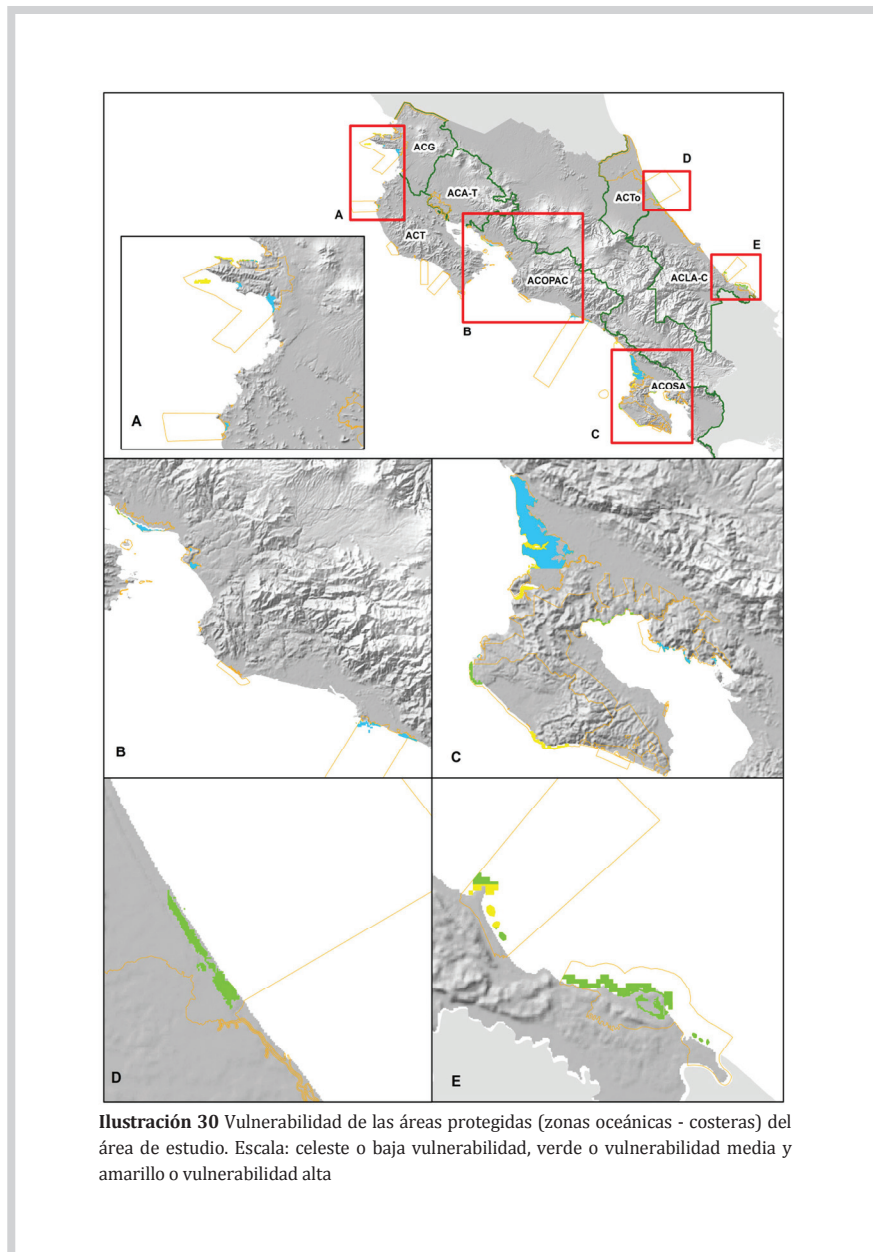 ACG
D
ACA-T
ACTo
A
E
ACT
ACOPAC
ACLA-C
B
ACOSA
A
C
B
C
D
E
Ilustración 30 Vulnerabilidad de las áreas protegidas (zonas oceánicas - costeras) del
área de estudio. Escala: celeste o baja vulnerabilidad, verde o vulnerabilidad media y
amarillo o vulnerabilidad alta